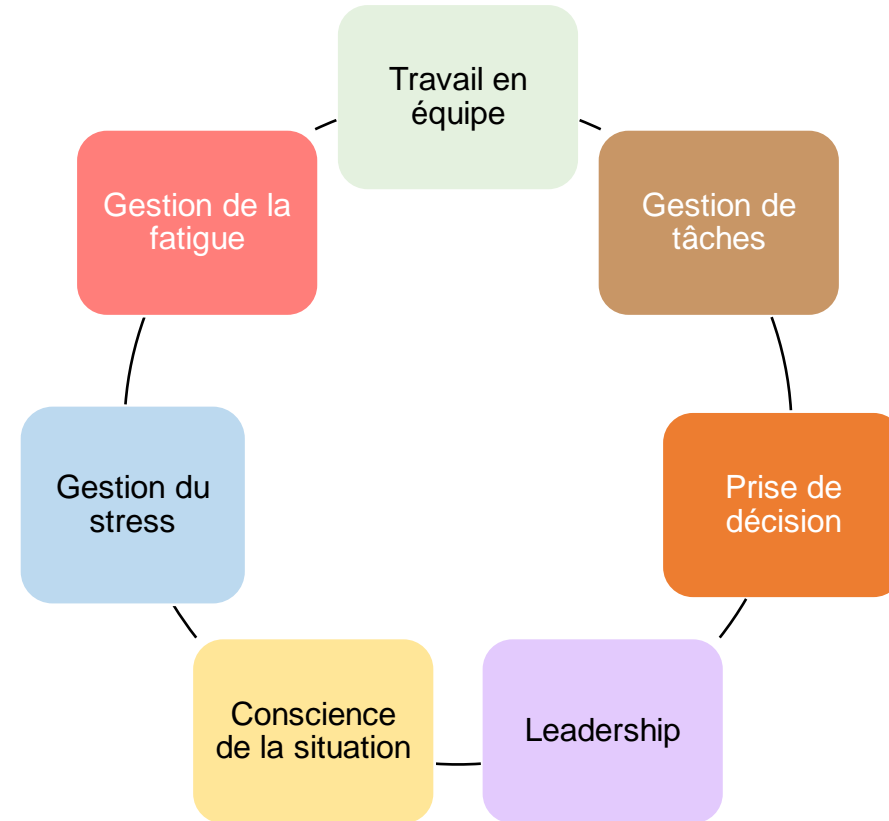 Travail en
équipe
Gestion de
tâches
Prise de
décision
Leadership
Conscience
de la situation
Gestion du
stress
Gestion de la
fatigue